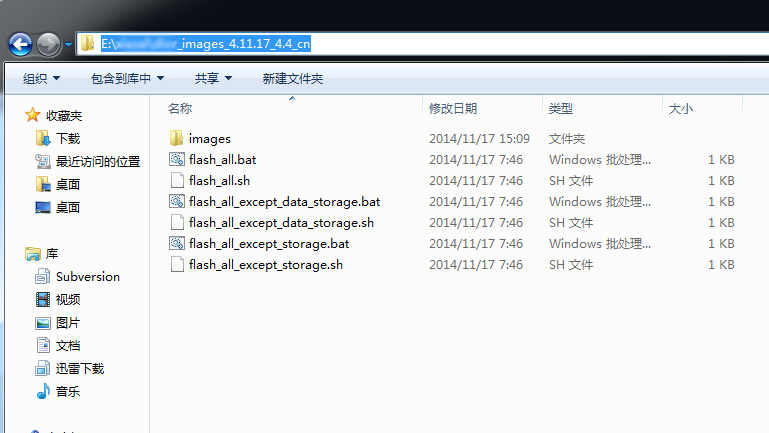 E:\ _images_4.11.17_4.4_cn
组织 包含到库中 共享 新建文件夹
名称 修改日期 类型 大小
收藏夹
下载
最近访问的位置
桌面
桌面
库
Subversion
视频
图片
文档
迅雷下载
音乐
images 2014/11/17 15:09 文件夹
flash_all.bat 2014/11/17 7:46 Windows 批处理... 1 KB
flash_all.sh 2014/11/17 7:46 SH 文件 1 KB
flash_all_except_data_storage.bat 2014/11/17 7:46 Windows 批处理... 1 KB
flash_all_except_data_storage.sh 2014/11/17 7:46 SH 文件 1 KB
flash_all_except_storage.bat 2014/11/17 7:46 Windows 批处理... 1 KB
flash_all_except_storage.sh 2014/11/17 7:46 SH 文件 1 KB